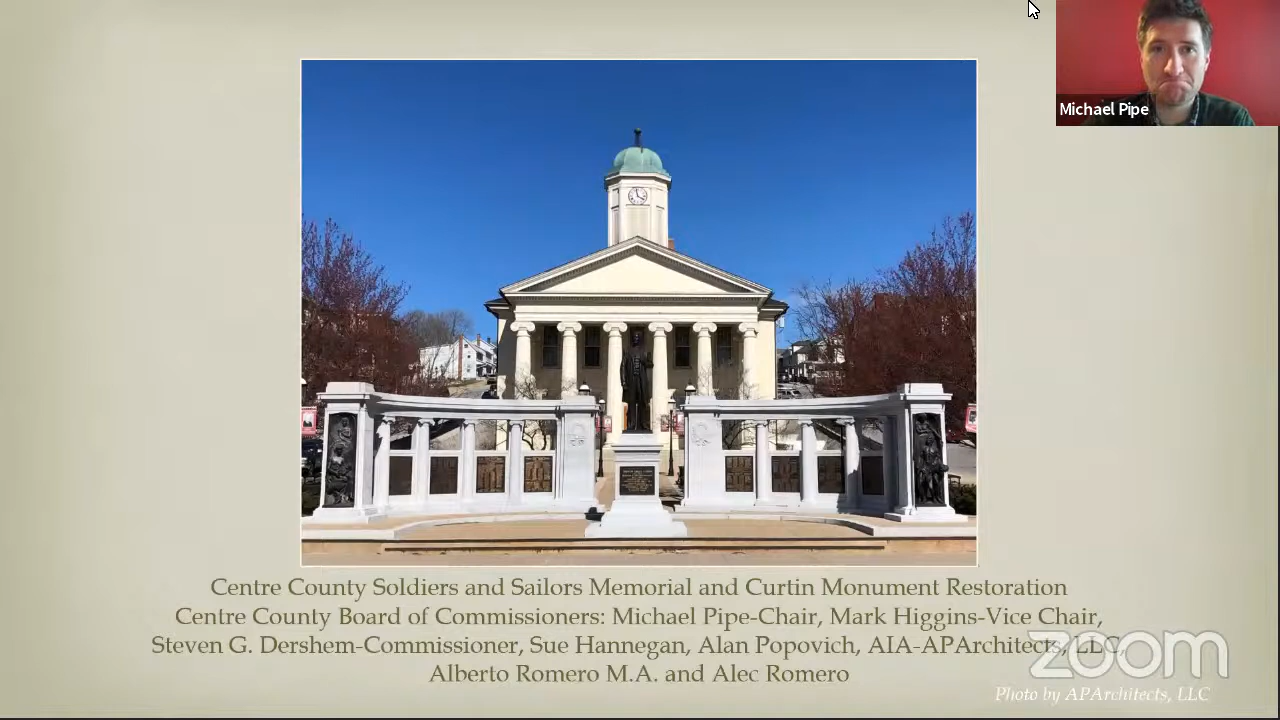 Michael Pipe
Centre County Soldiers and Sailors Memorial and Curtin Monument Restoration
Centre County Board of Commissioners: Michael Pipe-Chair, Mark Higgins-Vice Chair,
Steven G. Dershem-Commissioner, Sue Hannegan, Alan Popovich, AIA-APArchitects, LLC,
Alberto Romero M.A. and Alec Romero
zoom
Photo by APArchitects, LLC